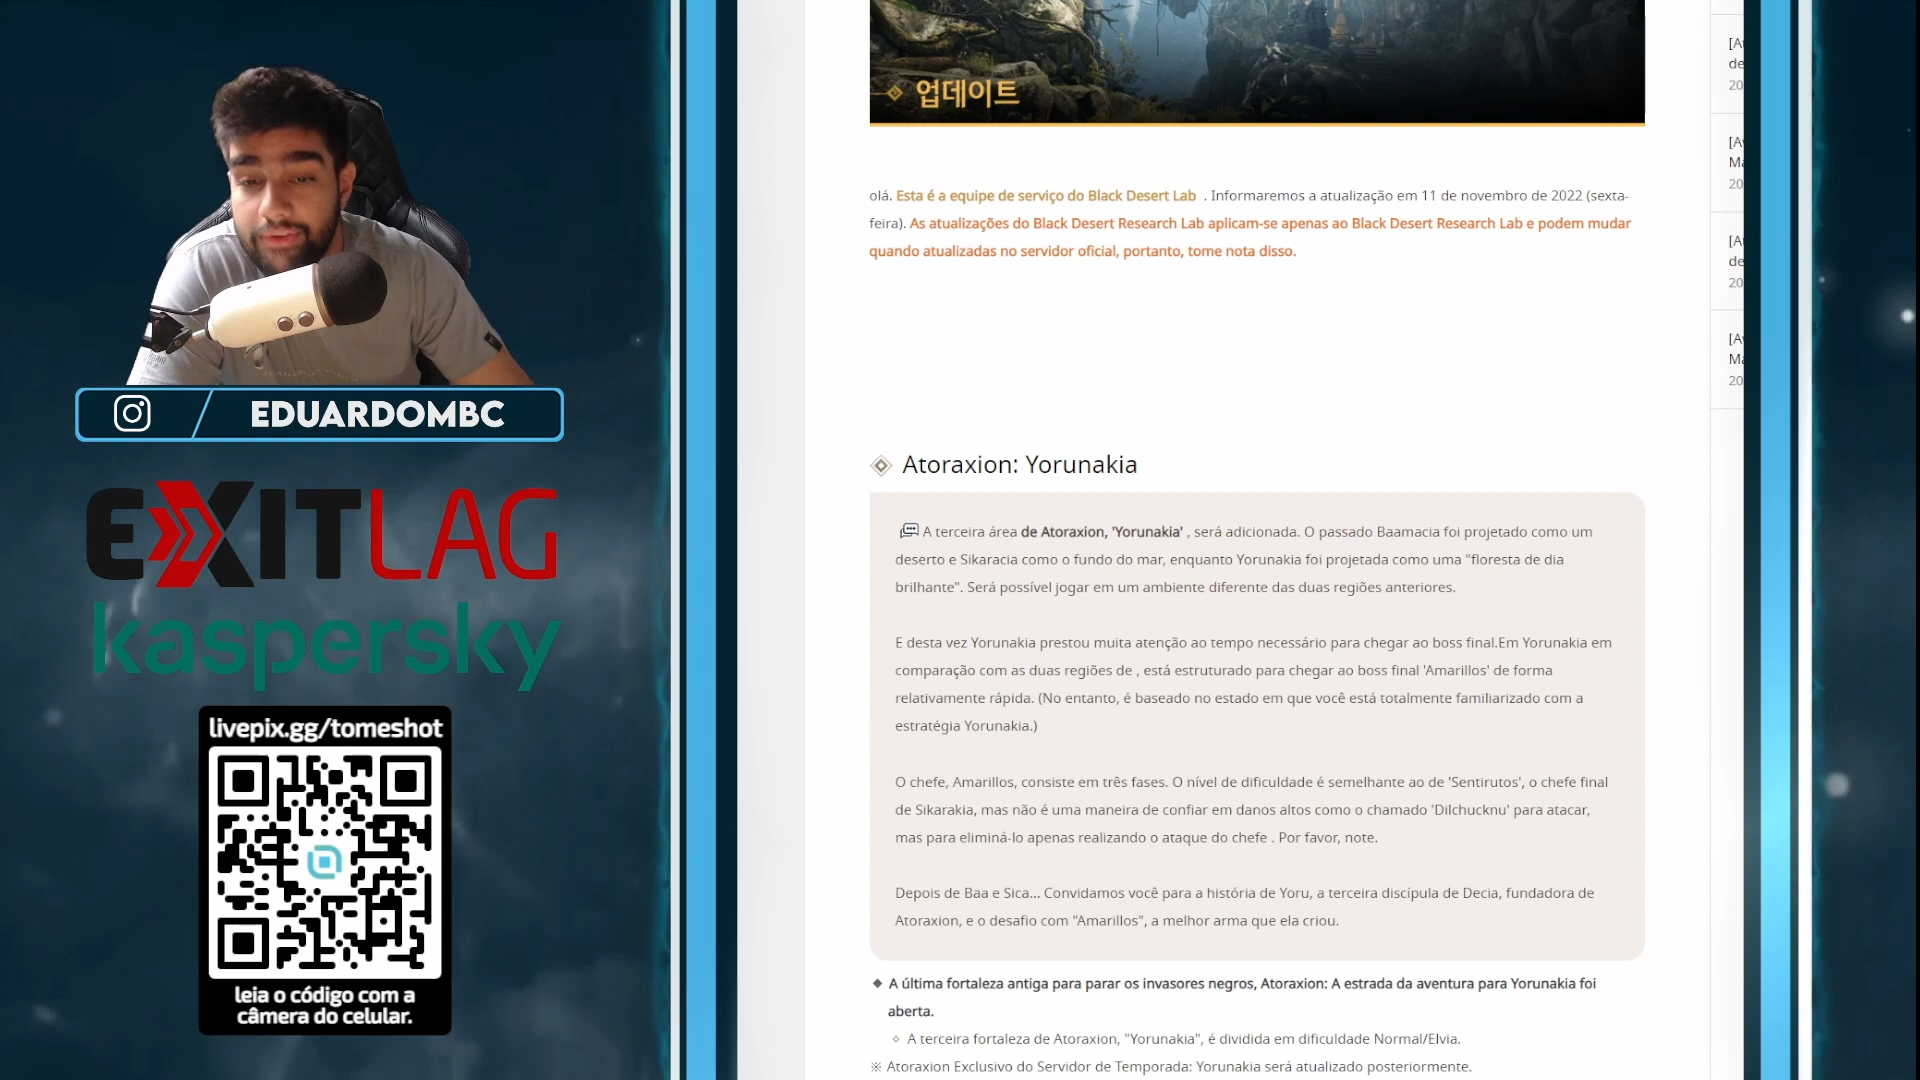 업데이트
olá. Esta é a equipe de serviço do Black Desert Lab . Informaremos a atualização em 11 de novembro de 2022 (sexta-
feira). As atualizações do Black Desert Research Lab aplicam-se apenas ao Black Desert Research Lab e podem mudar
quando atualizadas no servidor oficial, portanto, tome nota disso.
EDUARDOMBC
EXITLAG
kaspersky
livepix.gg/tomeshot
leia o código com a
câmera do celular.
Atoraxion: Yorunakia
A terceira área de Atoraxion, 'Yorunakia' , será adicionada. O passado Baamacia foi projetado como um
deserto e Sikaracia como o fundo do mar, enquanto Yorunakia foi projetada como uma "floresta de dia
brilhante". Será possível jogar em um ambiente diferente das duas regiões anteriores.
E desta vez Yorunakia prestou muita atenção ao tempo necessário para chegar ao boss final.Em Yorunakia em
comparação com as duas regiões de , está estruturado para chegar ao boss final 'Amarillos' de forma
relativamente rápida. (No entanto, é baseado no estado em que você está totalmente familiarizado com a
estratégia Yorunakia.)
O chefe, Amarillos, consiste em três fases. O nível de dificuldade é semelhante ao de 'Sentirutos', o chefe final
de Sikarakia, mas não é uma maneira de confiar em danos altos como o chamado 'Dilchucknu' para atacar,
mas para eliminá-lo apenas realizando o ataque do chefe . Por favor, note.
Depois de Baa e Sica... Convidamos você para a história de Yoru, a terceira discípula de Decia, fundadora de
Atoraxion, e o desafio com "Amarillos", a melhor arma que ela criou.
◆ A última fortaleza antiga para parar os invasores negros, Atoraxion: A estrada da aventura para Yorunakia foi
aberta.
◇ A terceira fortaleza de Atoraxion, "Yorunakia", é dividida em dificuldade Normal/Elvia.
※ Atoraxion Exclusivo do Servidor de Temporada: Yorunakia será atualizado posteriormente.
de
20
Ma
20
de
20
Ma
20